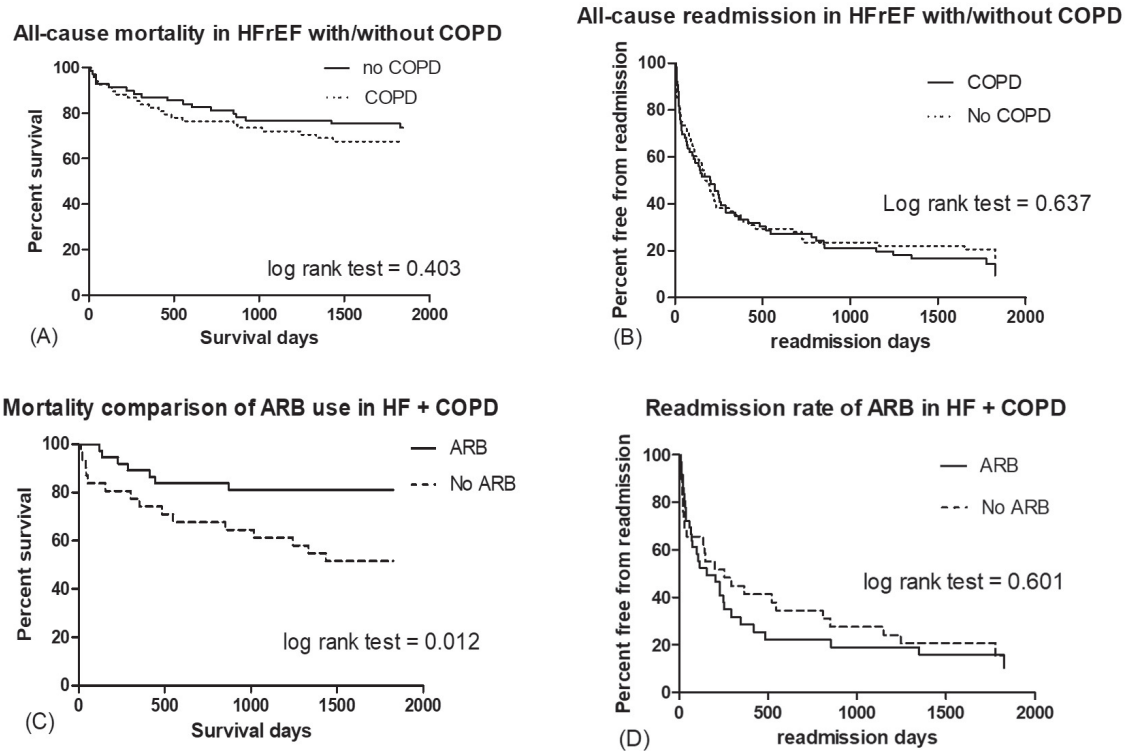 All-cause mortality in HFrEF with/without COPD
no COPD
COPD
Percent survival
100
80
60
40
20
0
log rank test = 0.403
0 500 1000 1500 2000
Survival days
(A)
All-cause readmission in HFrEF with/without COPD
COPD
No COPD
Percent free from readmission
100
80
60
40
20
0
Log rank test = 0.637
0 500 1000 1500 2000
readmission days
(B)
Mortality comparison of ARB use in HF + COPD
ARB
No ARB
Percent survival
100
80
60
40
20
0
log rank test = 0.012
0 500 1000 1500 2000
Survival days
(C)
Readmission rate of ARB in HF + COPD
ARB
No ARB
Percent free from readmission
100
80
60
40
20
0
log rank test = 0.601
0 500 1000 1500 2000
readmission days
(D)